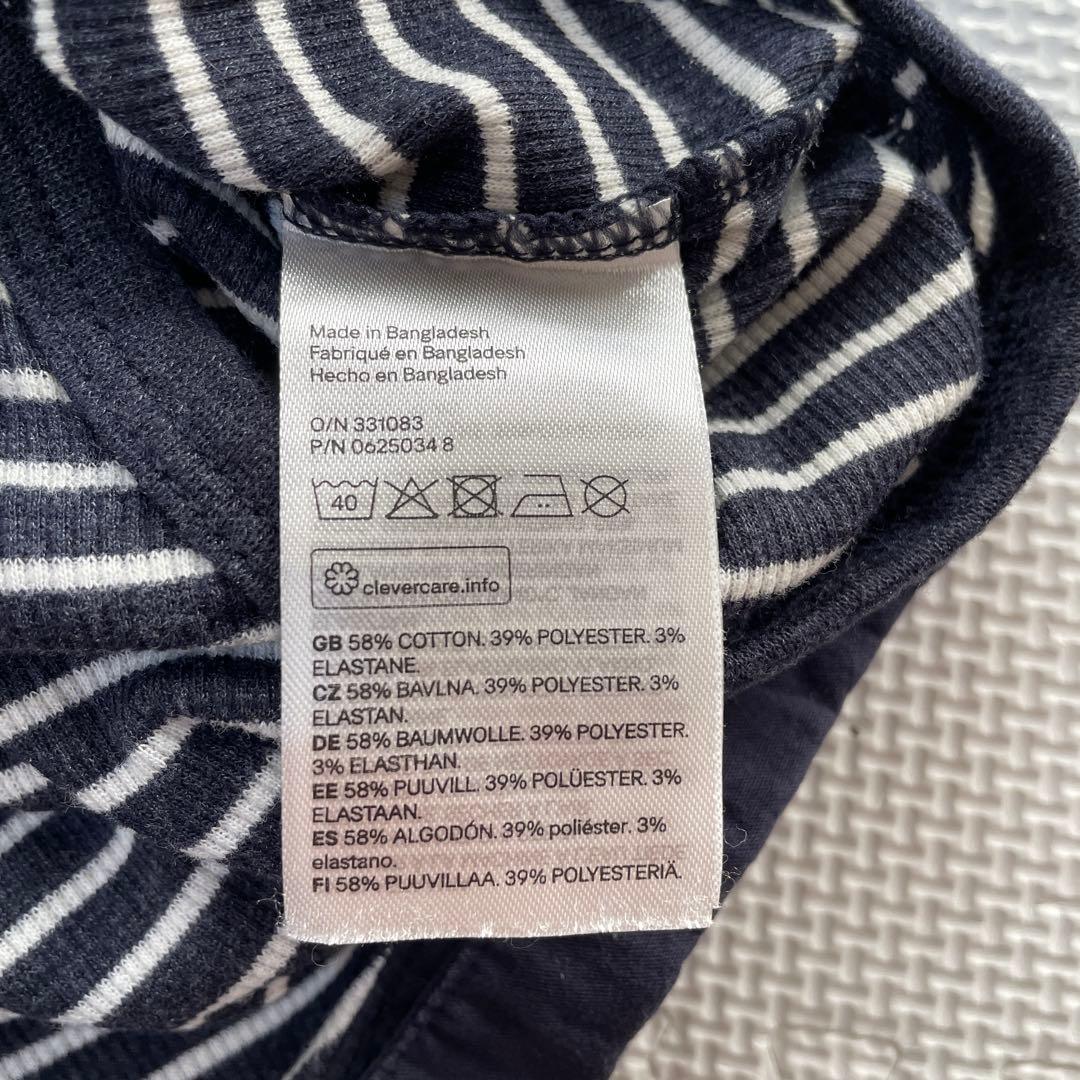 Made in Bangladesh
Fabriqué en Bangladesh
Hecho en Bangladesh
O/N 331083
P/N 0625034 8
40
clevercare.info
GB 58% COTTON. 39% POLYESTER. 3%
ELASTANE.
CZ 58% BAVLNA. 39% POLYESTER. 3%
ELASTAN.
DE 58% BAUMWOLLE. 39% POLYESTER.
3% ELASTHAN.
EE 58% PUUVILL. 39% POLÜESTER. 3%
ELASTAAN.
ES 58% ALGODÓN. 39% poliéster. 3%
elastano.
FI 58% PUUVILLAA. 39% POLYESTERIÄ.